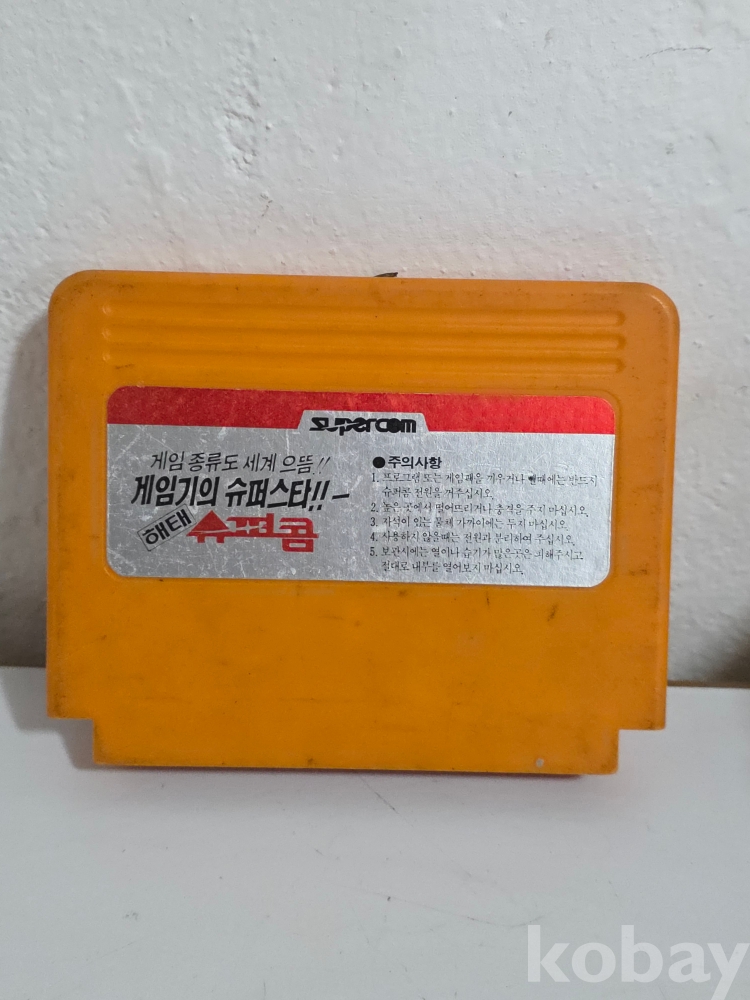 supercom
게임 종류도 세계 으뜸!!
게임기의 슈퍼스타!!
해태 슈퍼콤
●주의사항
1. 프로그램 또는 게임팩을 끼우거나 뺄때에는 반드시
슈퍼콤 전원을 꺼주십시오.
2. 높은 곳에서 떨어뜨리거나 충격을 주지 마십시오.
3. 자석이 있는 물체 가까이에는 두지 마십시오.
4. 사용하지 않을때는 전원과 분리하여 주십시오.
5. 보관시에는 열이나 습기가 많은곳은 피해주시고
절대로 내부를 열어보지 마십시오.
kobay